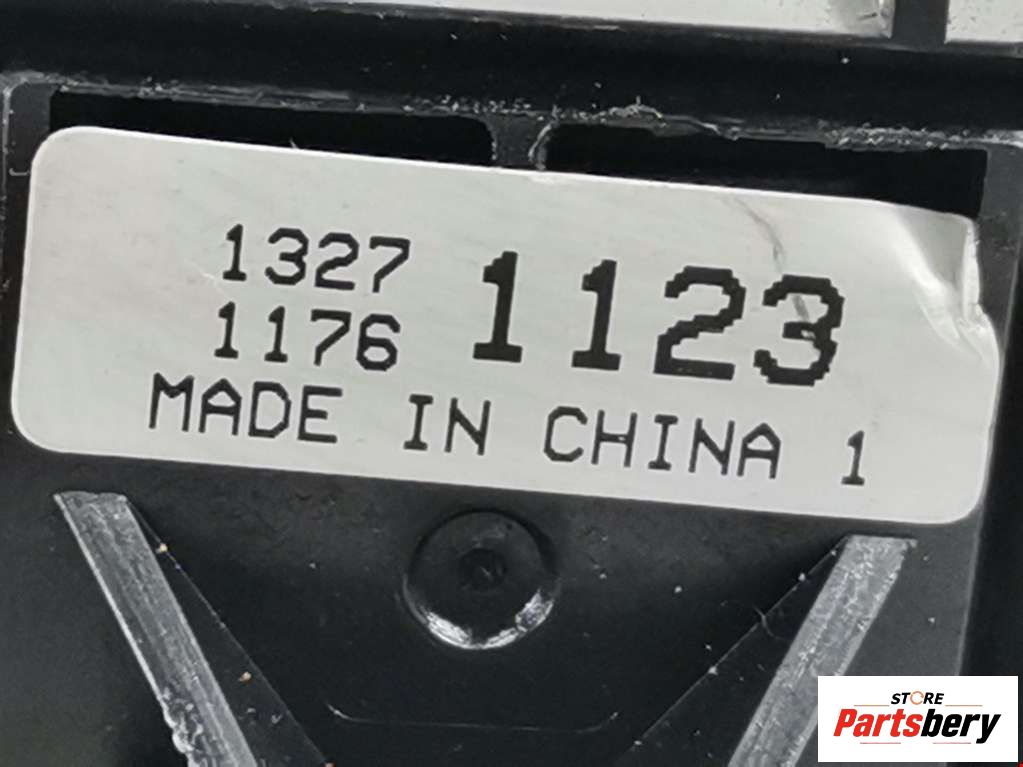 1327
1176 1123
MADE IN CHINA 1
STORE
Partsbery